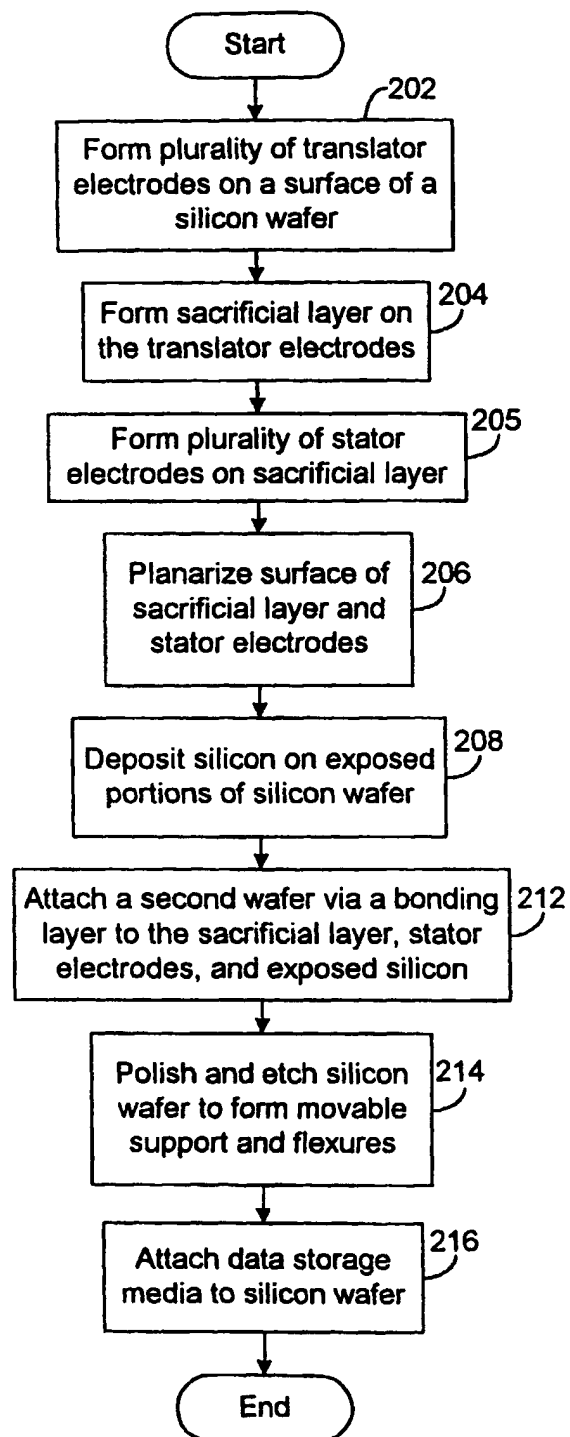 Start
202
Form plurality of translator
electrodes on a surface of a
silicon wafer
204
Form sacrificial layer on
the translator electrodes
205
Form plurality of stator
electrodes on sacrificial layer
206
Planarize surface of
sacrificial layer and
stator electrodes
208
Deposit silicon on exposed
portions of silicon wafer
212
Attach a second wafer via a bonding
layer to the sacrificial layer, stator
electrodes, and exposed silicon
214
Polish and etch silicon
wafer to form movable
support and flexures
216
Attach data storage
media to silicon wafer
End